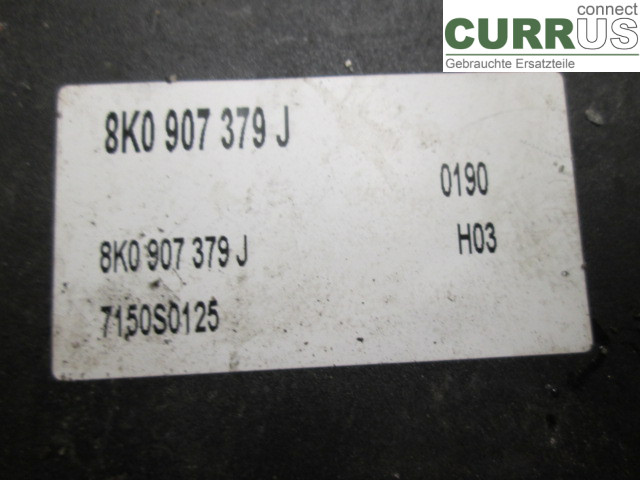 connect
CURRUS
Gebrauchte Ersatzteile
8K0 907 379 J
0190
8K0 907 379 J
H03
7150S0125